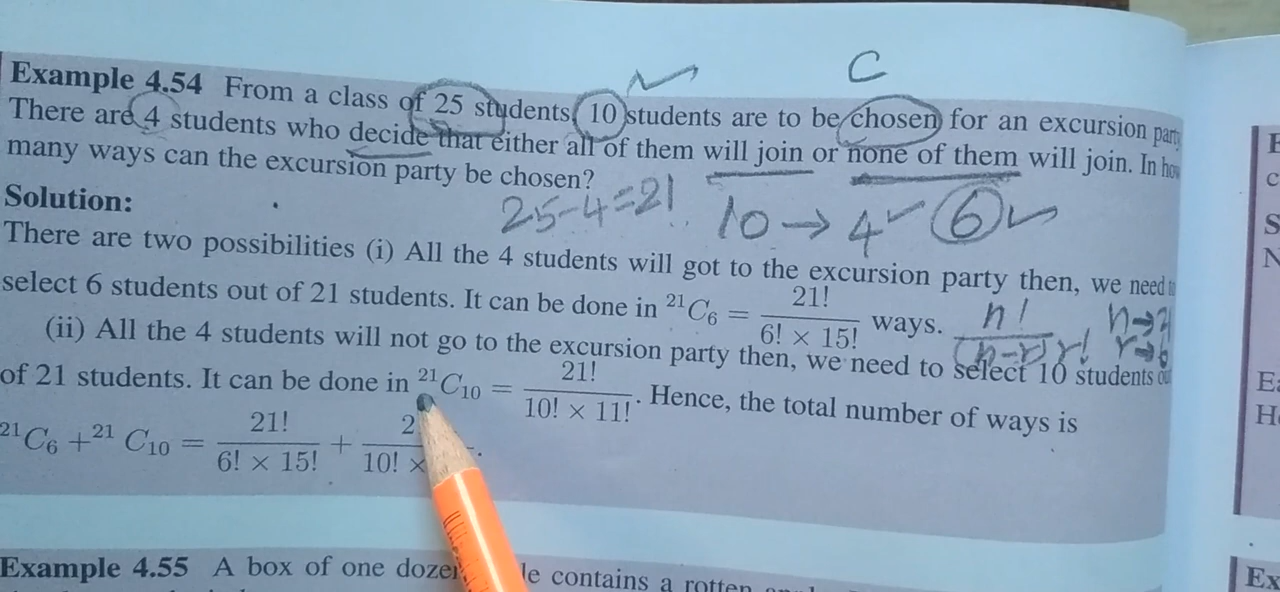 C
Example 4.54 From a class of 25 students, 10 students are to be chosen for an excursion party
There are 4 students who decide that either all of them will join or none of them will join. In how
many ways can the excursion party be chosen?
25-4=21 10 → 4 6
Solution:
There are two possibilities (i) All the 4 students will got to the excursion party then, we need
select 6 students out of 21 students. It can be done in ²¹C₆ = 21! / 6! × 15! ways.
n! / (n-r)! r! n→21 r→6
(ii) All the 4 students will not go to the excursion party then, we need to select 10 students
of 21 students. It can be done in ²¹C₁₀ = 21! / 10! × 11!. Hence, the total number of ways is
²¹C₆ + ²¹C₁₀ = 21! / 6! × 15! + 2 / 10! ×
Example 4.55 A box of one dozen contains a rotten
Ex